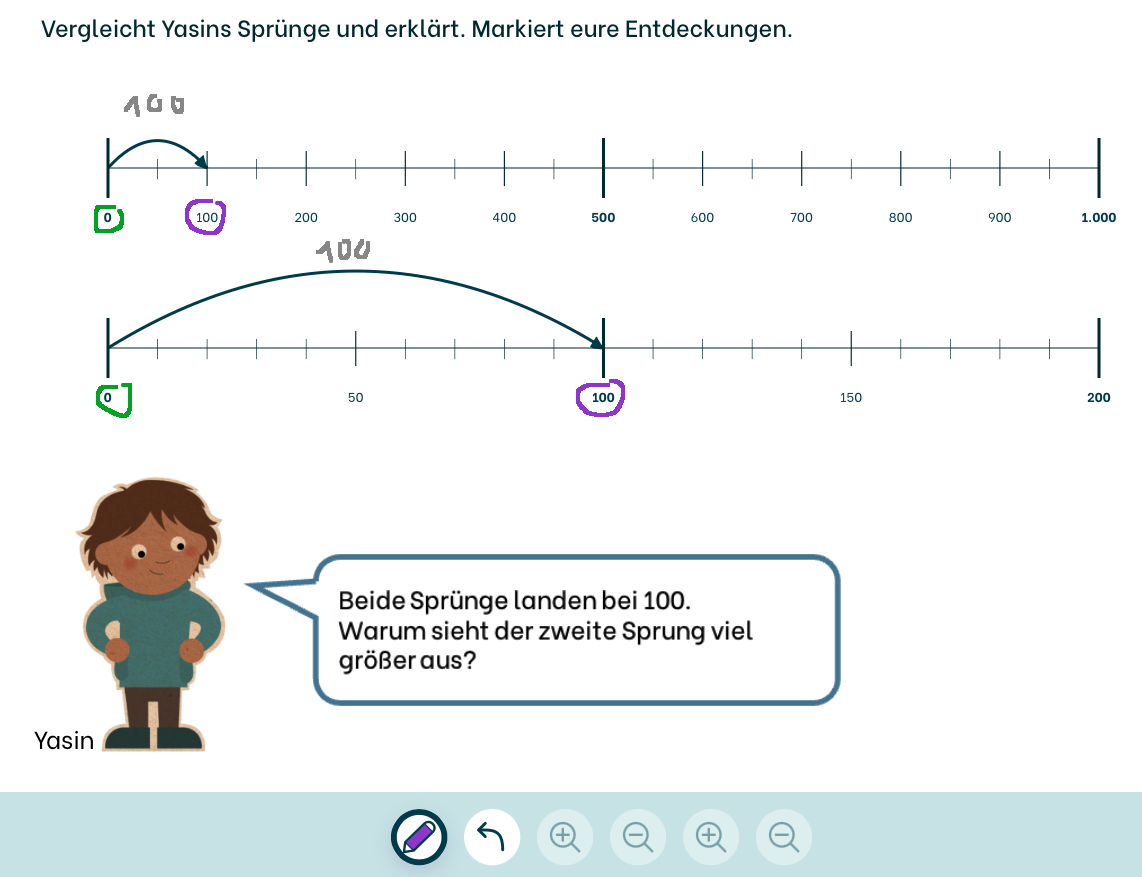 Vergleicht Yasins Sprünge und erklärt. Markiert eure Entdeckungen.
100
0 100 200 300 400 500 600 700 800 900 1.000
100
0 50 100 150 200
Beide Sprünge landen bei 100.
Warum sieht der zweite Sprung viel
größer aus?
Yasin